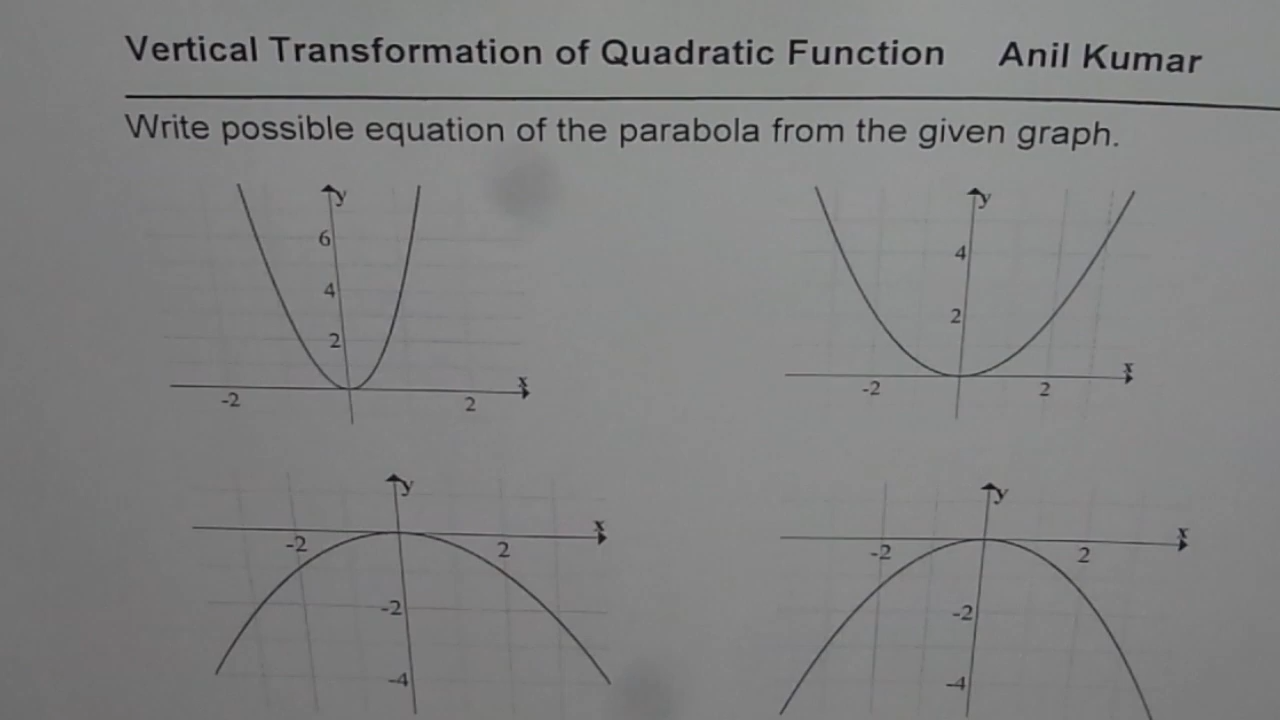 Vertical Transformation of Quadratic Function Anil Kumar
Write possible equation of the parabola from the given graph.
y
6
4
2
x
-2 2
y
4
2
x
-2 2
y
x
-2 2
-2
-4
y
x
-2 2
-2
-4